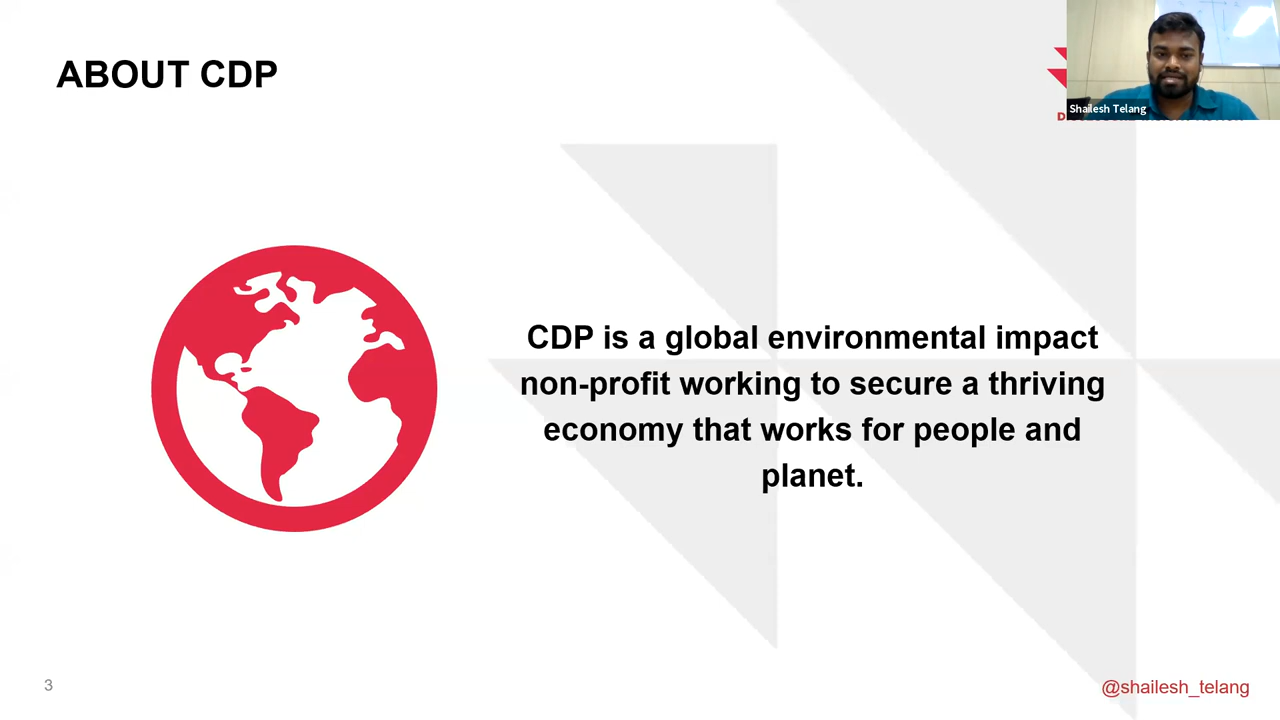 ABOUT CDP
Shailesh Telang
CDP is a global environmental impact
non-profit working to secure a thriving
economy that works for people and
planet.
3
@shailesh_telang